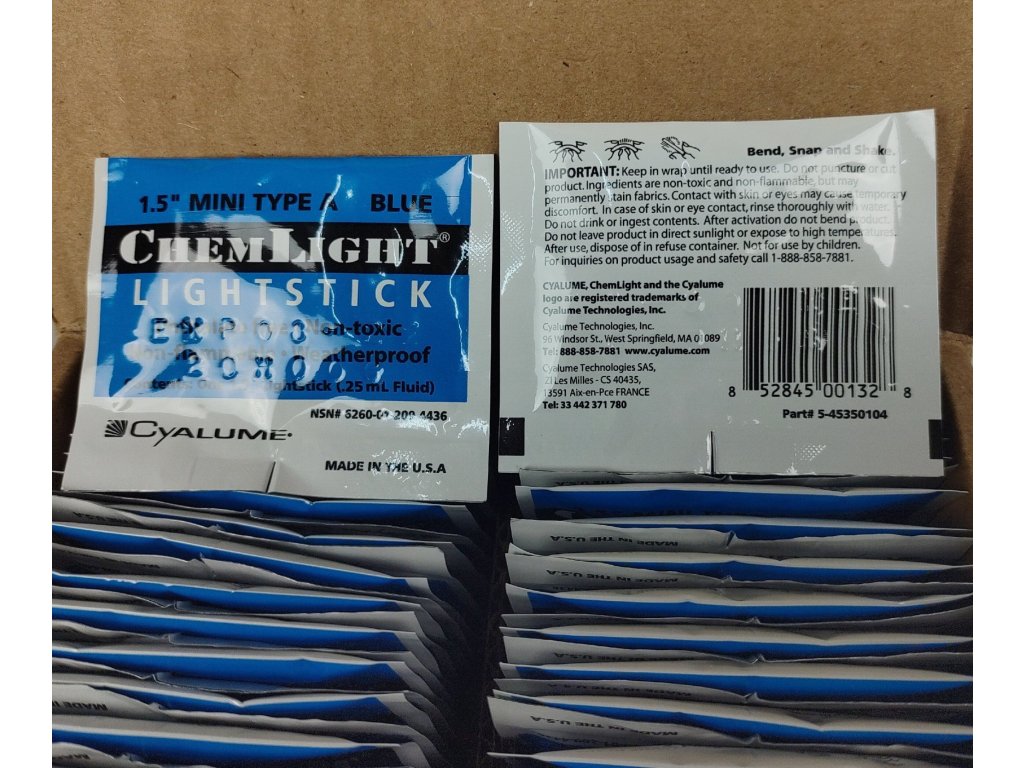 1.5" MINI TYPE A BLUE
CHEMLIGHT®
LIGHTSTICK
Non-toxic
Weatherproof
Lightstick (.25 mL Fluid)
NSN# 6260-01-209-4436
CYALUME
MADE IN THE U.S.A
Bend, Snap and Shake.
IMPORTANT: Keep in wrap until ready to use. Do not puncture or cut
product. Ingredients are non-toxic and non-flammable, but may
permanently stain fabrics. Contact with skin or eyes may cause temporary
discomfort. In case of skin or eye contact, rinse thoroughly with water.
Do not drink or ingest contents. After activation do not bend product.
Do not leave product in direct sunlight or expose to high temperatures.
After use, dispose of in refuse container. Not for use by children.
For inquiries on product usage and safety call 1-888-858-7881.
CYALUME, ChemLight and the Cyalume
logo are registered trademarks of
Cyalume Technologies, Inc.
Cyalume Technologies, Inc.
96 Windsor St., West Springfield, MA 01089
Tel: 888-858-7881 www.cyalume.com
Cyalume Technologies SAS,
ZI Les Milles - CS 40435,
13591 Aix-en-Pce FRANCE
Tel: 33 442 371 780
8 52845 00132 8
Part# 5-45350104
MADE IN THE U.S.A
MADE IN THE U.S.A